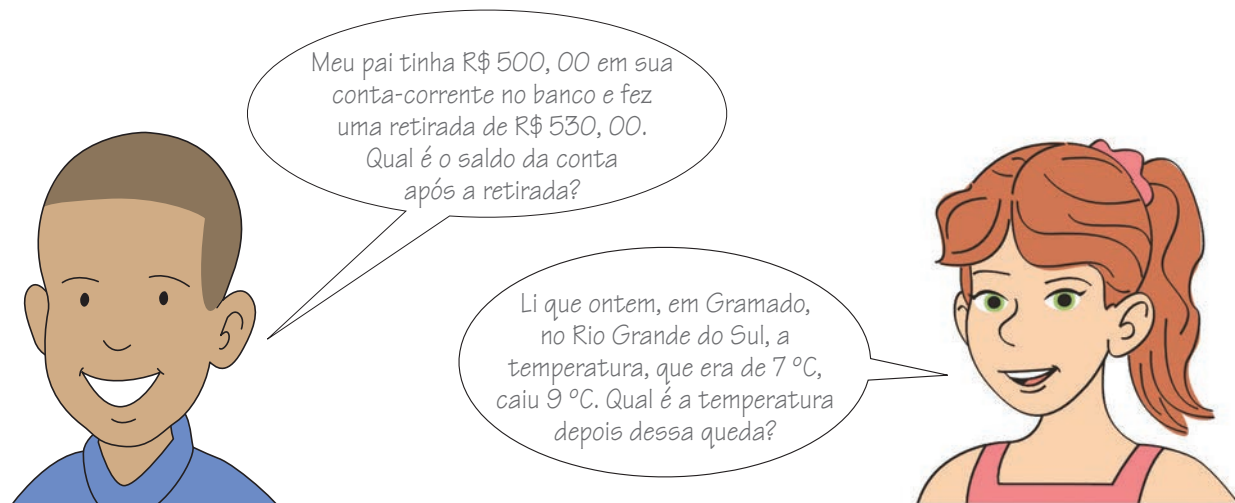 Meu pai tinha R$ 500, 00 em sua
conta-corrente no banco e fez
uma retirada de R$ 530, 00.
Qual é o saldo da conta
após a retirada?
Li que ontem, em Gramado,
no Rio Grande do Sul, a
temperatura, que era de 7 ºC,
caiu 9 ºC. Qual é a temperatura
depois dessa queda?